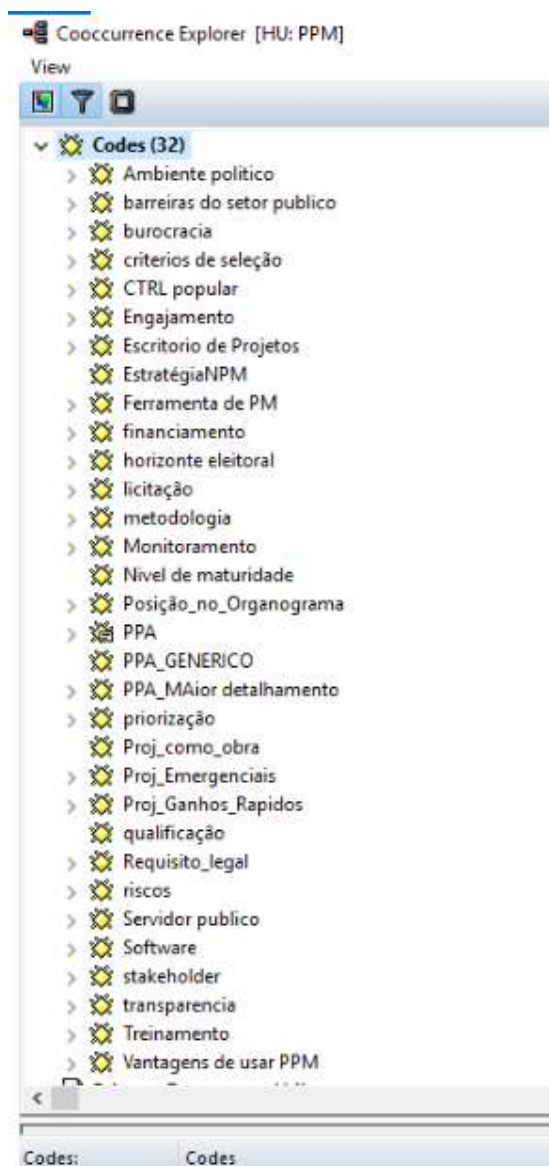 Cooccurrence Explorer [HU: PPM]
View
Codes (32)
Ambiente politico
barreiras do setor publico
burocracia
criterios de seleção
CTRL popular
Engajamento
Escritorio de Projetos
EstratégiaNPM
Ferramenta de PM
financiamento
horizonte eleitoral
licitação
metodologia
Monitoramento
Nivel de maturidade
Posição_no_Organograma
PPA
PPA_GENERICO
PPA_MAior detalhamento
priorização
Proj_como_obra
Proj_Emergenciais
Proj_Ganhos_Rapidos
qualificação
Requisito_legal
riscos
Servidor publico
Software
stakeholder
transparencia
Treinamento
Vantagens de usar PPM
Codes: Codes